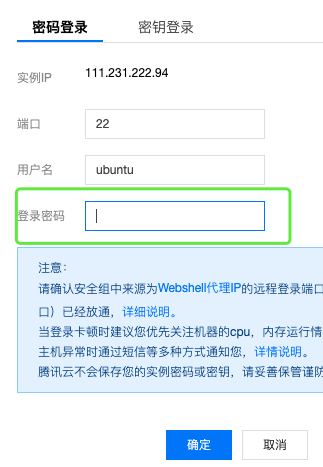 密码登录 密钥登录
实例IP 111.231.222.94
端口 22
用户名 ubuntu
登录密码
注意：
请确认安全组中来源为Webshell代理IP的远程登录端
口）已经放通，详细说明。
当登录卡顿时建议您优先关注机器的cpu，内存运行情
主机异常时通过短信等多种方式通知您，详情说明。
腾讯云不会保存您的实例密码或密钥，请妥善保管谨防
确定 取消